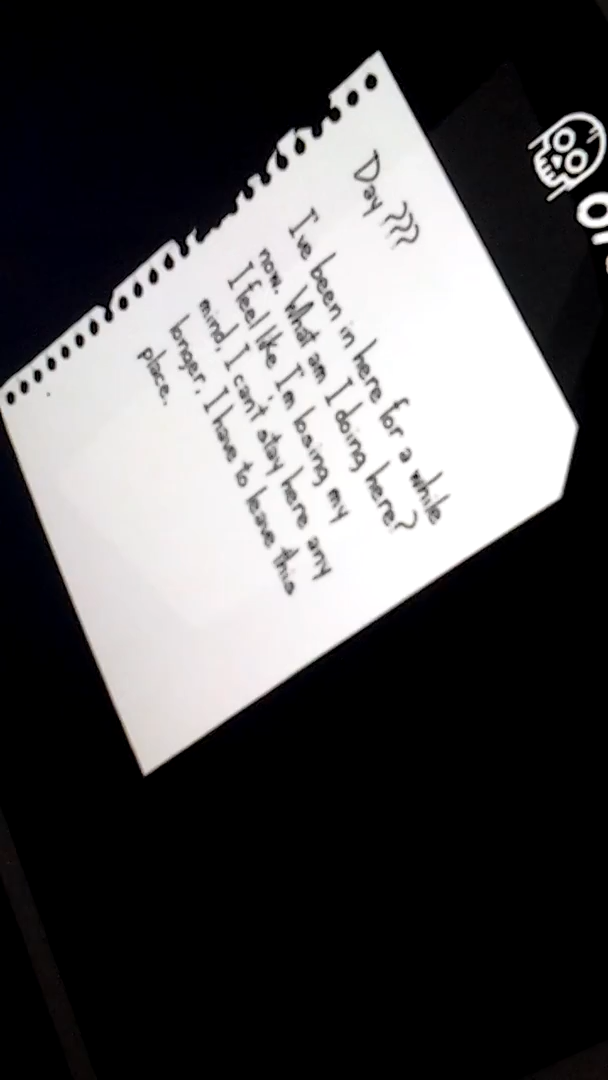 Day ???
I've been in here for a while
now. What am I doing here?
I feel like I'm losing my
mind. I can't stay here any
longer. I have to leave this
place.